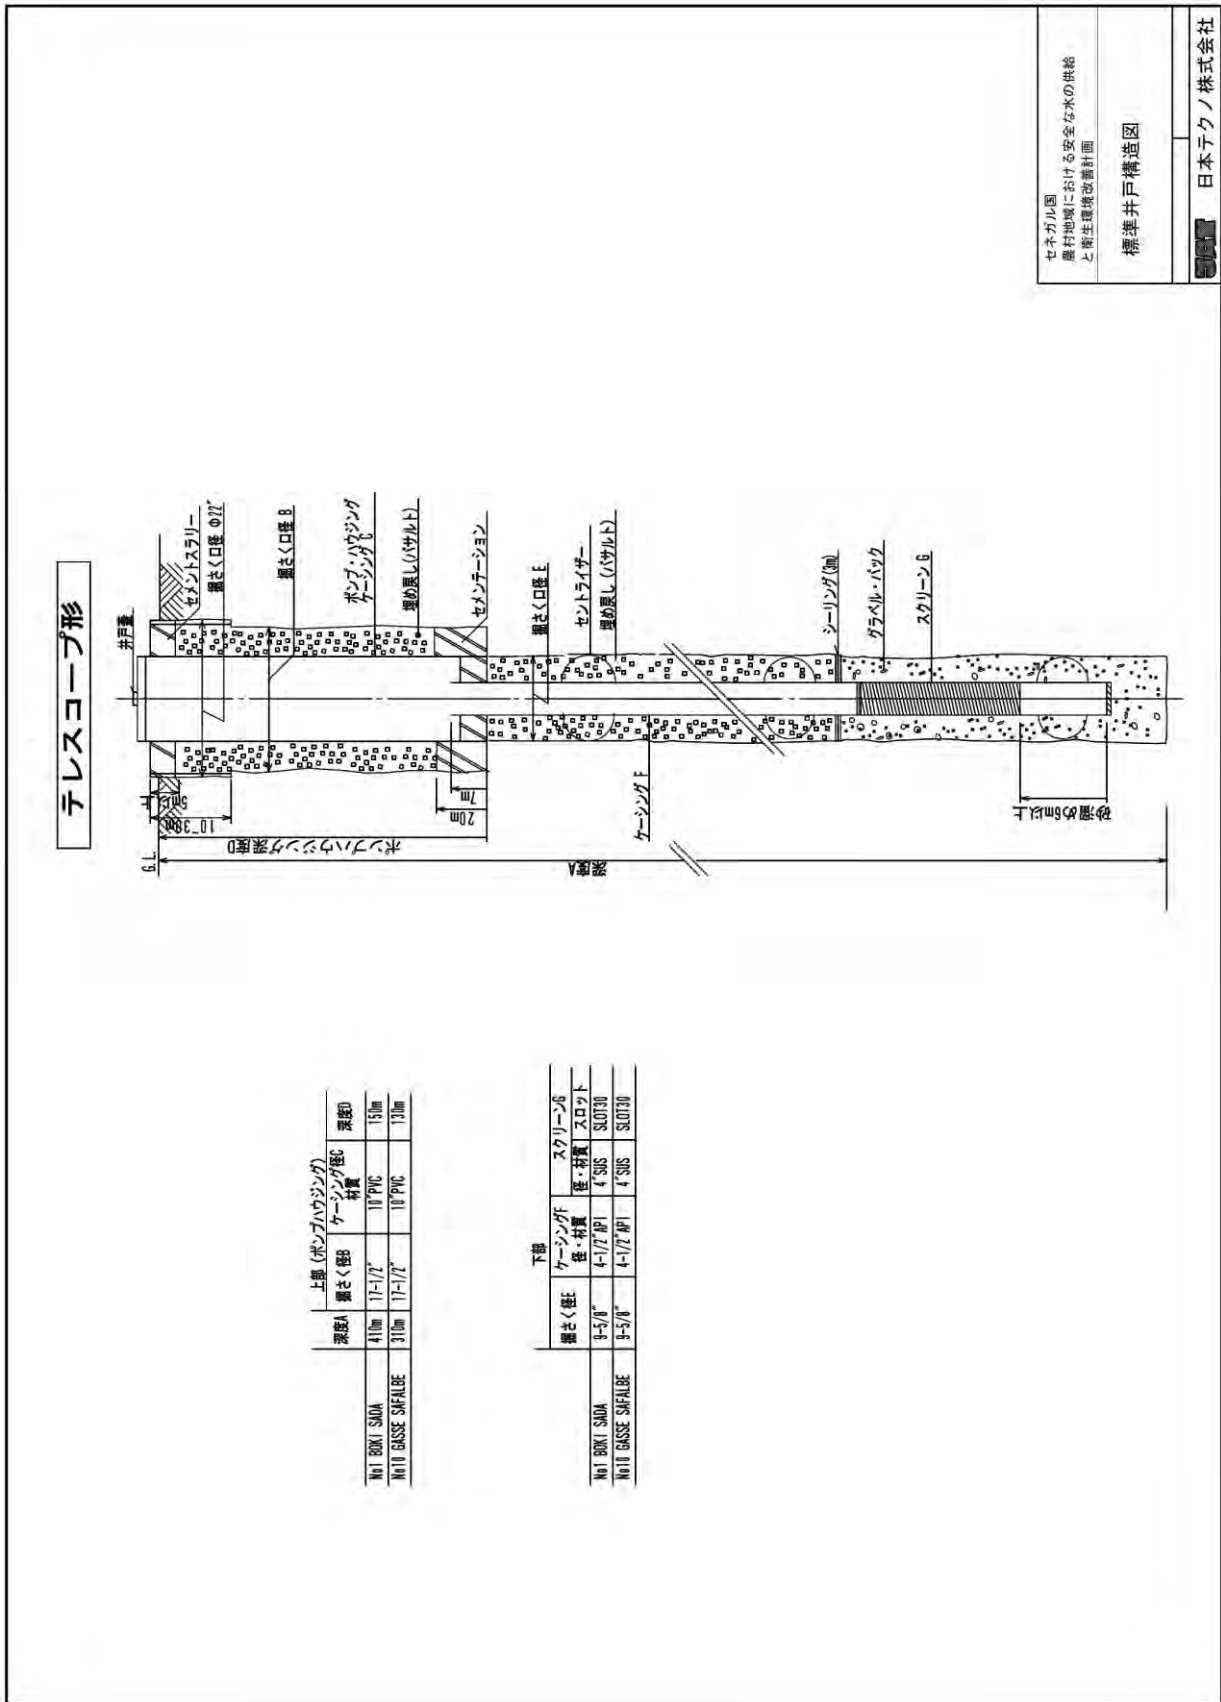 テレスコープ形
井戸蓋
セメントスラリー
掘さく口径 Φ22"
掘さく口径 B
ポンプ・ハウジング
ケーシング C
埋め戻し(バサルト)
セメンテーション
掘さく口径 E
セントライザー
埋め戻し (バサルト)
シーリング(3m)
グラベル・パック
スクリーン G
G.L.
5m以上
10~30m
ポンプハウジング深度D
20m
7m
深度A
ケーシング F
砂溜め6m以上
上部 (ポンプハウジング)
深度A 掘さく径B ケーシング径C 材質 深度D
No1 BOKI SADA 410m 17-1/2" 10"PVC 150m
No10 GASSE SAFALBE 310m 17-1/2" 10"PVC 130m
下部
掘さく径E ケーシングF 径・材質 スクリーンG 径・材質 スロット
No1 BOKI SADA 9-5/8" 4-1/2"API 4"SUS SLOT30
No10 GASSE SAFALBE 9-5/8" 4-1/2"API 4"SUS SLOT30
セネガル国
農村地域における安全な水の供給
と衛生環境改善計画
標準井戸構造図
日本テクノ株式会社